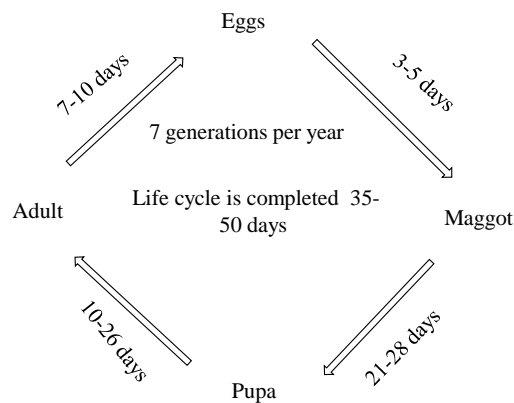 Eggs
7-10 days
3-5 days
7 generations per year
Adult
Life cycle is completed  35-
50 days
Maggot
10-26 days
21-28 days
Pupa